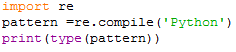 import re
pattern =re.compile('Python')
print(type(pattern))